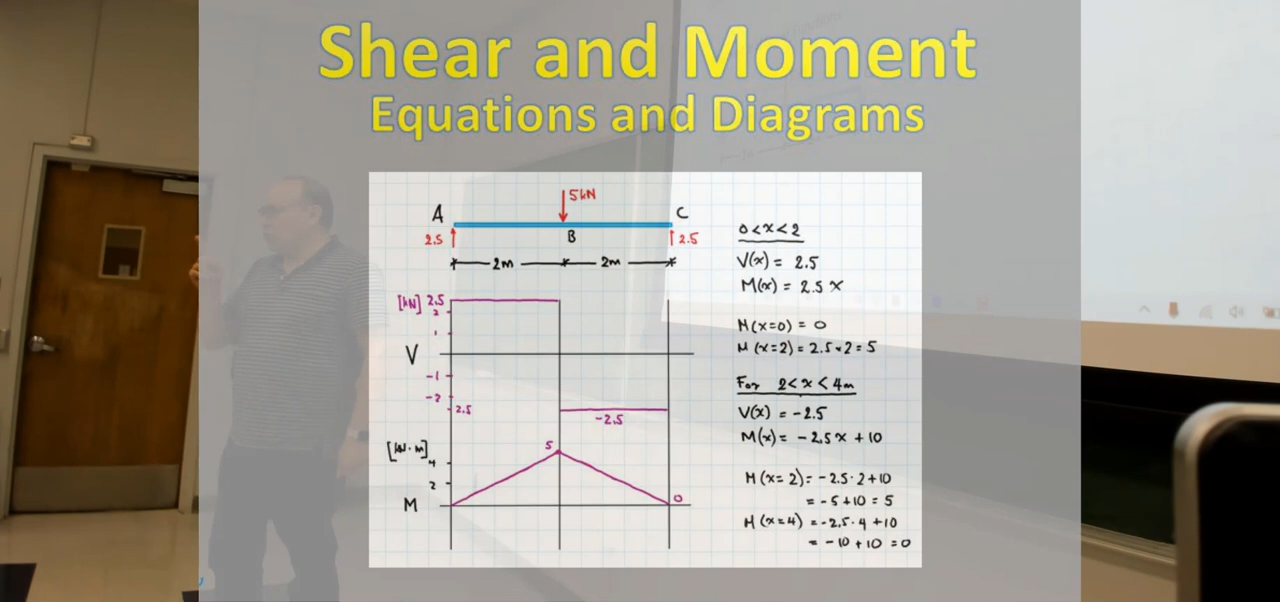 Shear and Moment
Equations and Diagrams
5kN
A
C
2.5
B
2.5
2m
2m
[kN] 2.5
2
1
V
-1
-2
2.5
-2.5
[kN·m]
5
4
2
M
0
0<x<2
V(x) = 2.5
M(x) = 2.5 x
M(x=0) = 0
M(x=2) = 2.5·2 = 5
For 2<x<4m
V(x) = -2.5
M(x) = -2.5x + 10
M(x=2) = -2.5·2+10
= -5+10 = 5
M(x=4) = -2.5·4 +10
= -10+10 = 0